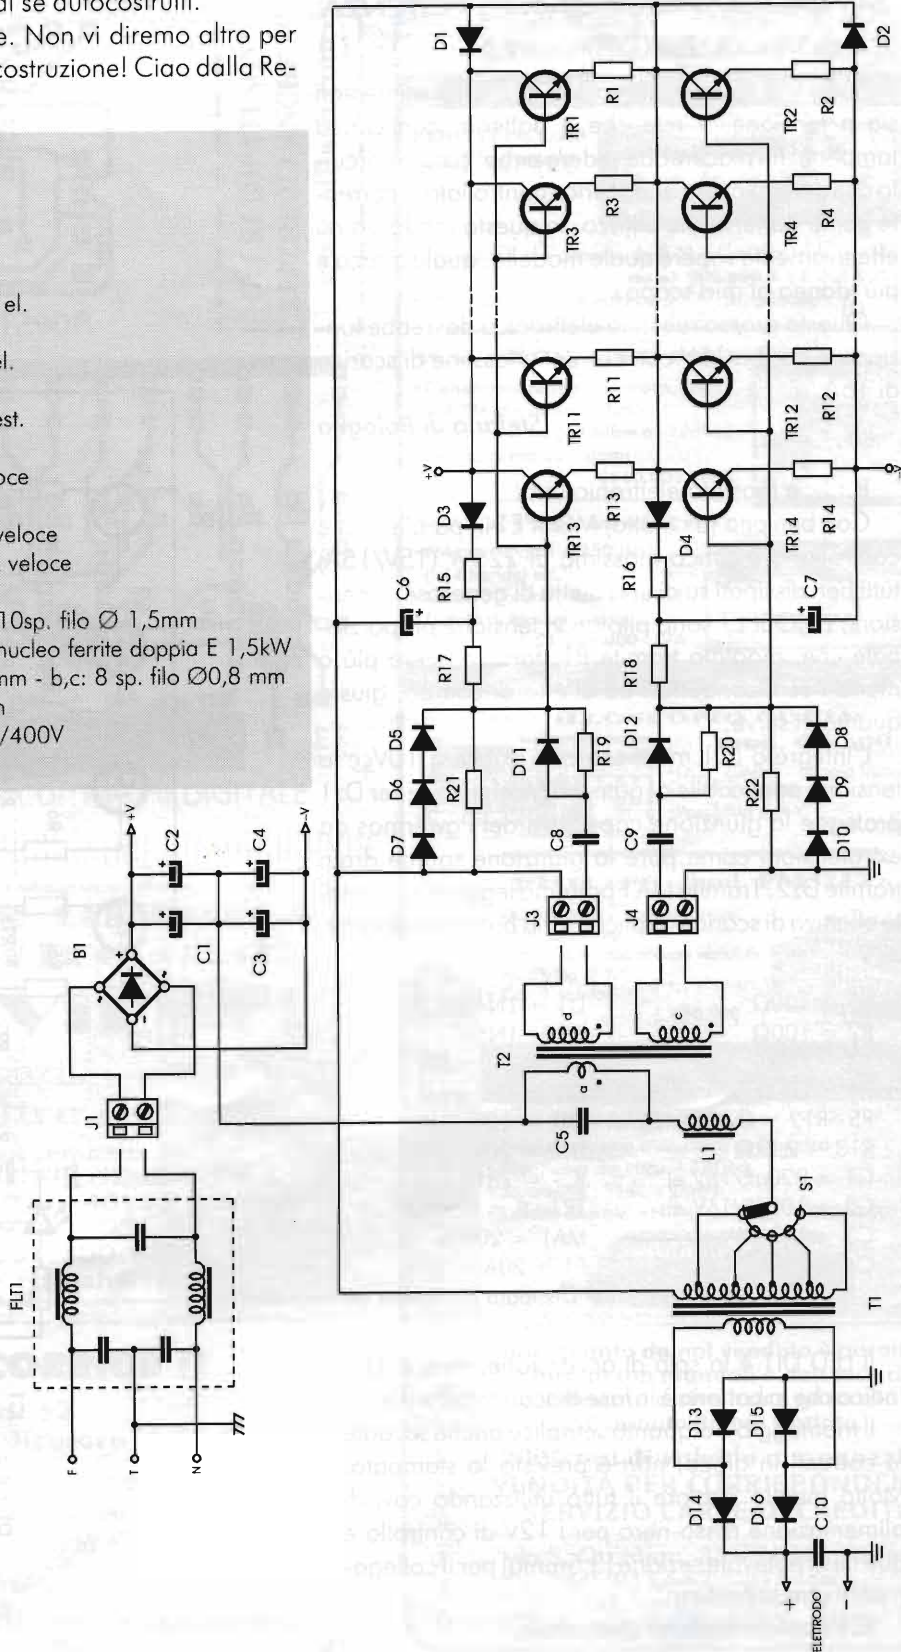 di se autocostruiti.
e. Non vi diremo altro per
costruzione! Ciao dalla Re-
el.
el.
est.
oce
veloce
veloce
10sp. filo Ø 1,5mm
nucleo ferrite doppia E 1,5kW
mm - b,c: 8 sp. filo Ø0,8 mm
/400V
D1
D2
TR1
R1
TR2
R2
TR3
R3
TR4
R4
TR11
R11
TR12
R12
+V
D3
TR13
R13
D4
TR14
R14
-V
R15
C6
R16
C7
R17
R18
D5
D6
D7
R21
D11
R19
C8
D12
R20
C9
R22
D8
D9
D10
J3
J4
T2
a
d
c
C5
L1
S1
T1
+V
-V
B1
C2
C4
C1
C3
J1
FLT1
F
T
N
D13
D15
D14
D16
C10
+
-
ELETTRODO